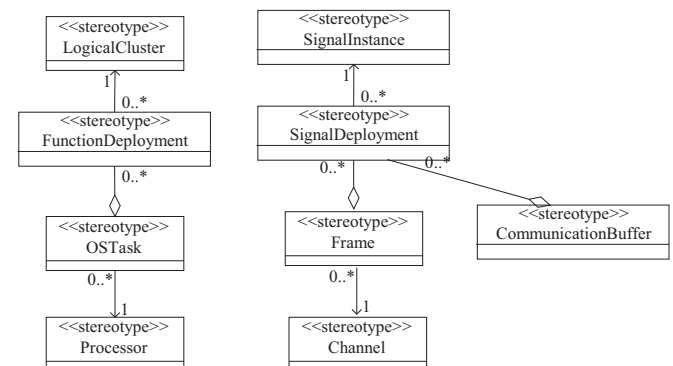 <<stereotype>>
LogicalCluster
1
0..*
<<stereotype>>
FunctionDeployment
0..*
<<stereotype>>
OSTask
0..*
1
<<stereotype>>
Processor
<<stereotype>>
SignalInstance
1
0..*
<<stereotype>>
SignalDeployment
0..*
0..*
<<stereotype>>
Frame
0..*
1
<<stereotype>>
Channel
<<stereotype>>
CommunicationBuffer